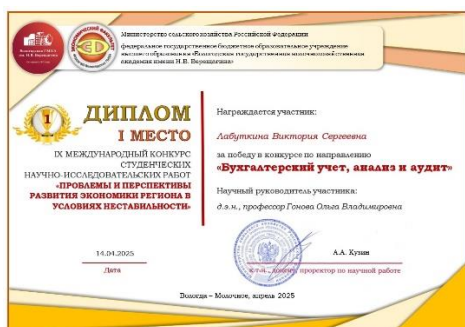 Министерство сельского хозяйства Российской Федерации
федеральное государственное бюджетное образовательное учреждение
высшего образования «Вологодская государственная молочнохозяйственная
академия имени Н.В. Верещагина»
ДИПЛОМ
I МЕСТО
IX МЕЖДУНАРОДНЫЙ КОНКУРС
СТУДЕНЧЕСКИХ
НАУЧНО-ИССЛЕДОВАТЕЛЬСКИХ РАБОТ
«ПРОБЛЕМЫ И ПЕРСПЕКТИВЫ
РАЗВИТИЯ ЭКОНОМИКИ РЕГИОНА В
УСЛОВИЯХ НЕСТАБИЛЬНОСТИ»
14.04.2025
Дата
Награждается участник:
Лабуткина Виктория Сергеевна
за победу в конкурсе по направлению
«Бухгалтерский учет, анализ и аудит»
Научный руководитель участника:
д.э.н., профессор Гонова Ольга Владимировна
А.А. Кузин
к.т.н., доцент, проректор по научной работе
Вологда – Молочное, апрель 2025